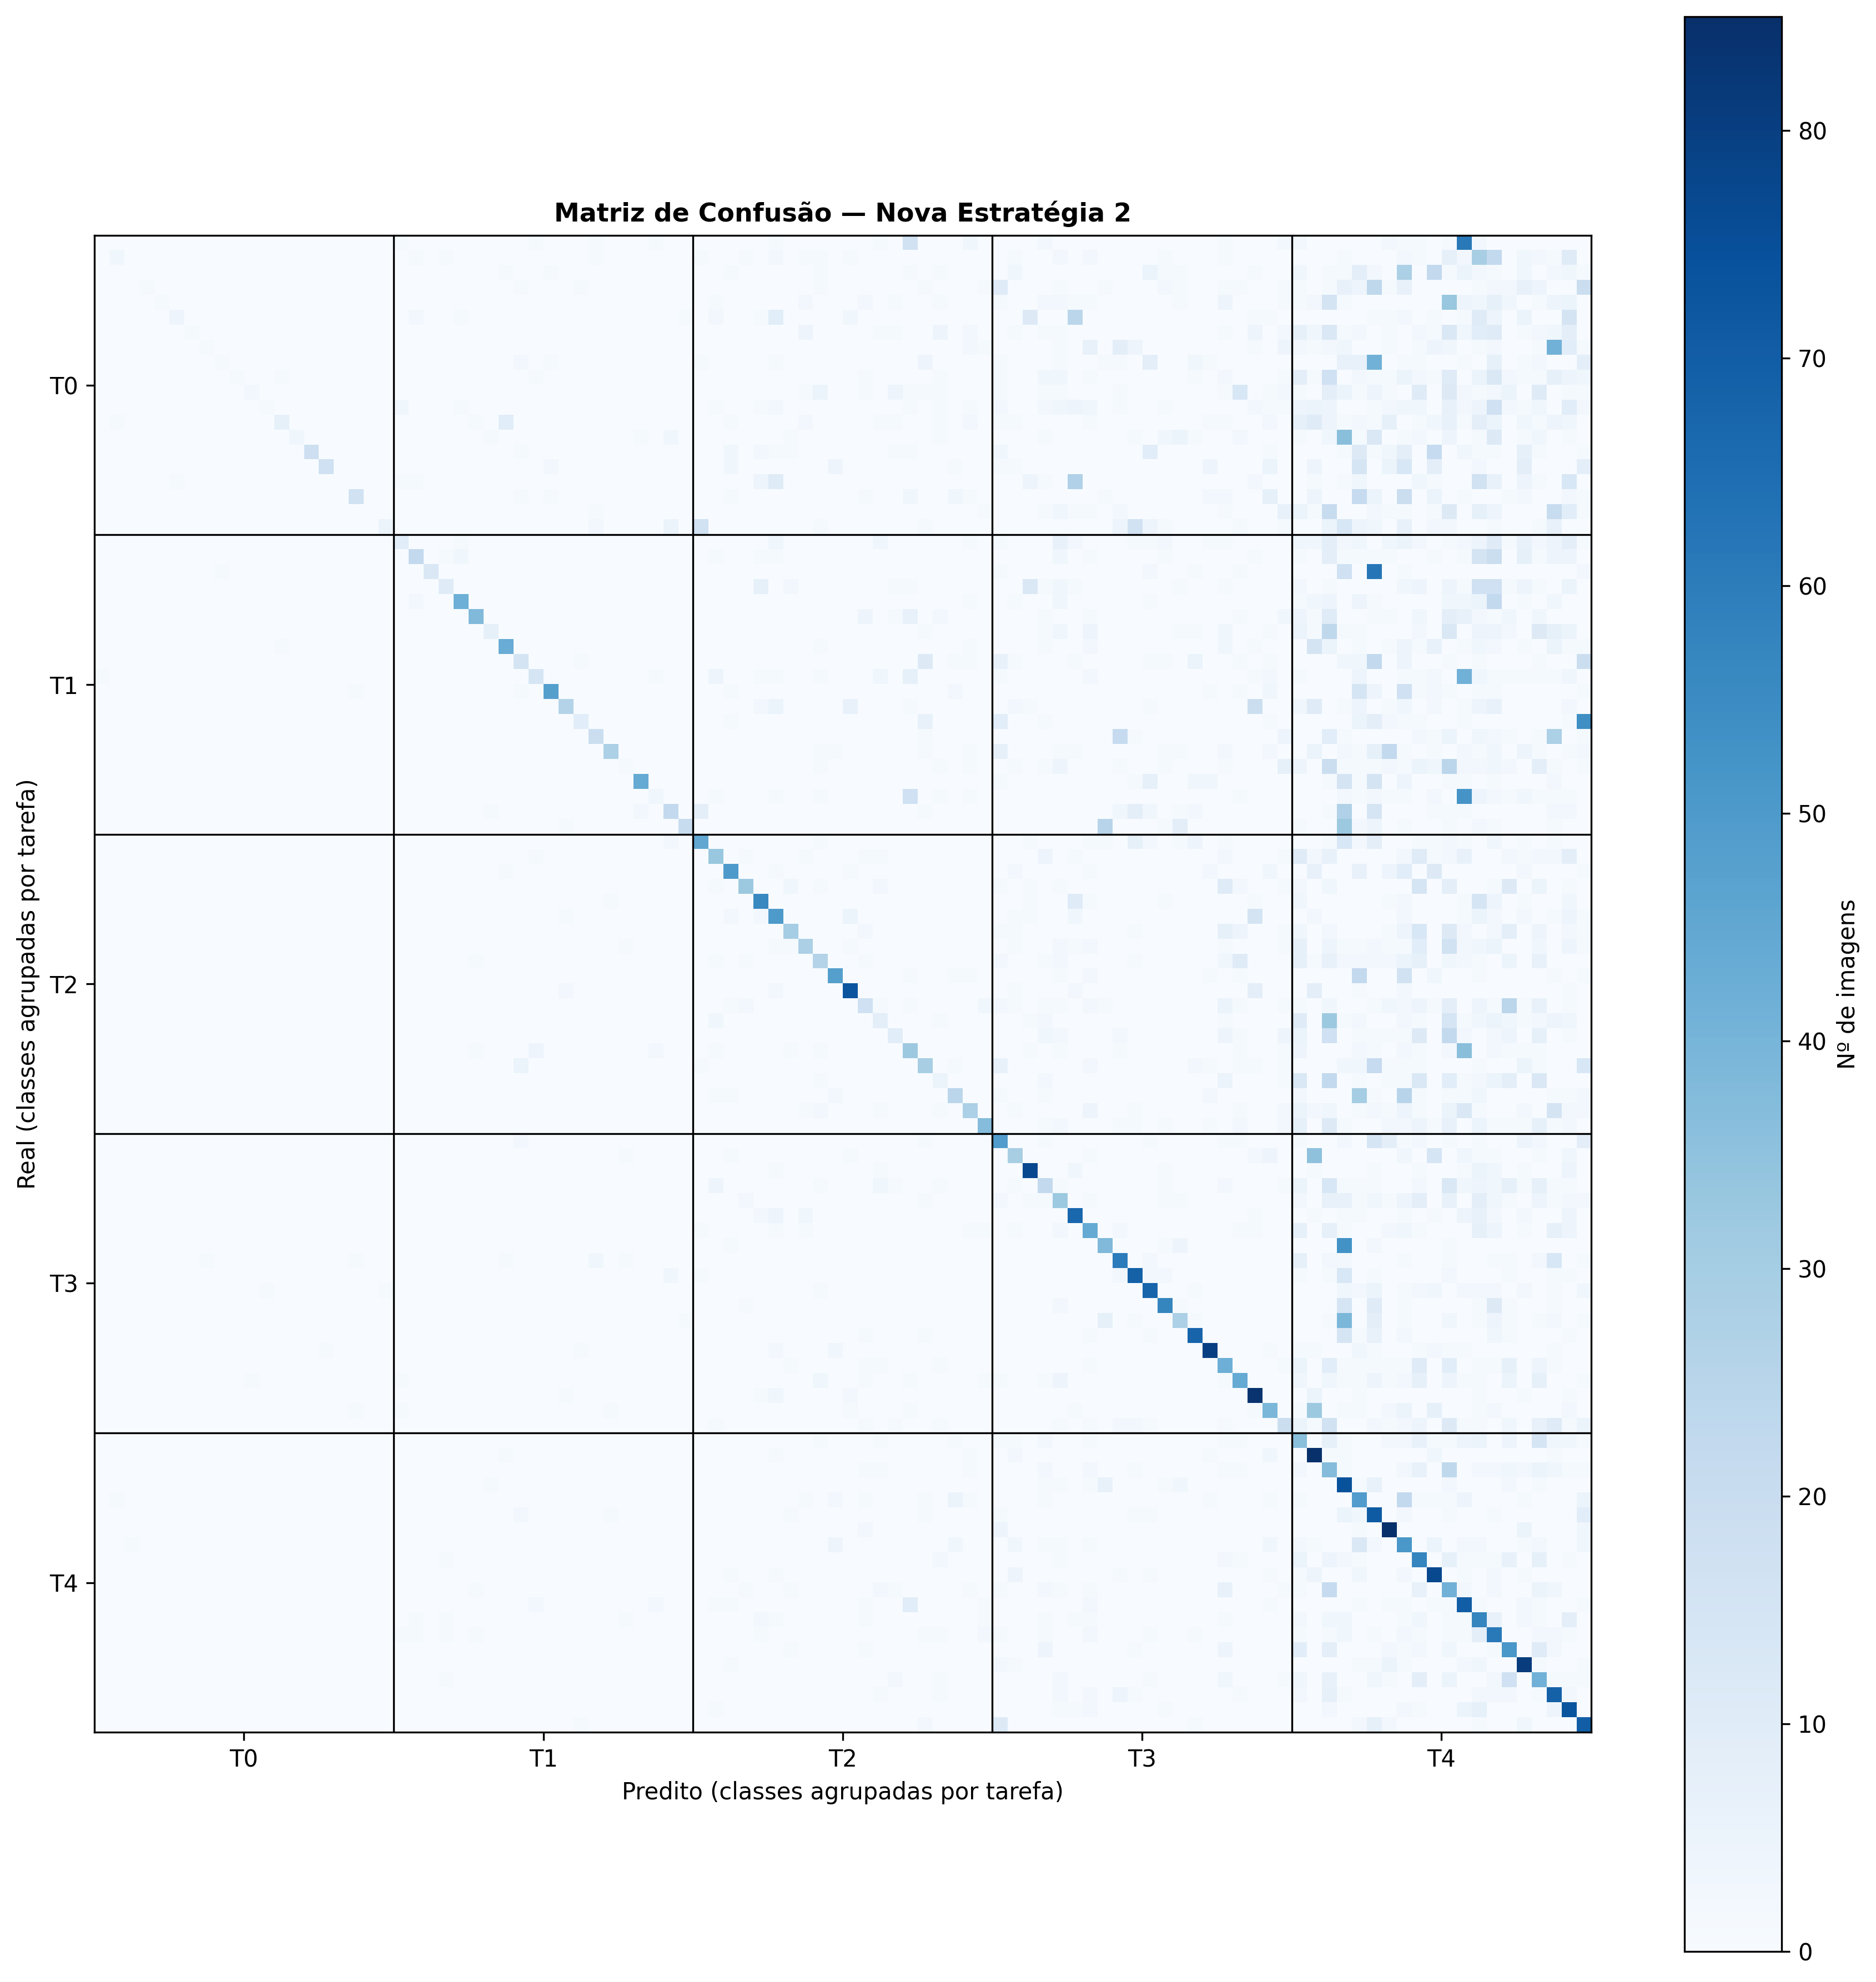 Matriz de Confusão — Nova Estratégia 2
Real (classes agrupadas por tarefa)
T0
T1
T2
T3
T4
T0 T1 T2 T3 T4
Predito (classes agrupadas por tarefa)
80
70
60
50
40
30
20
10
0
Nº de imagens